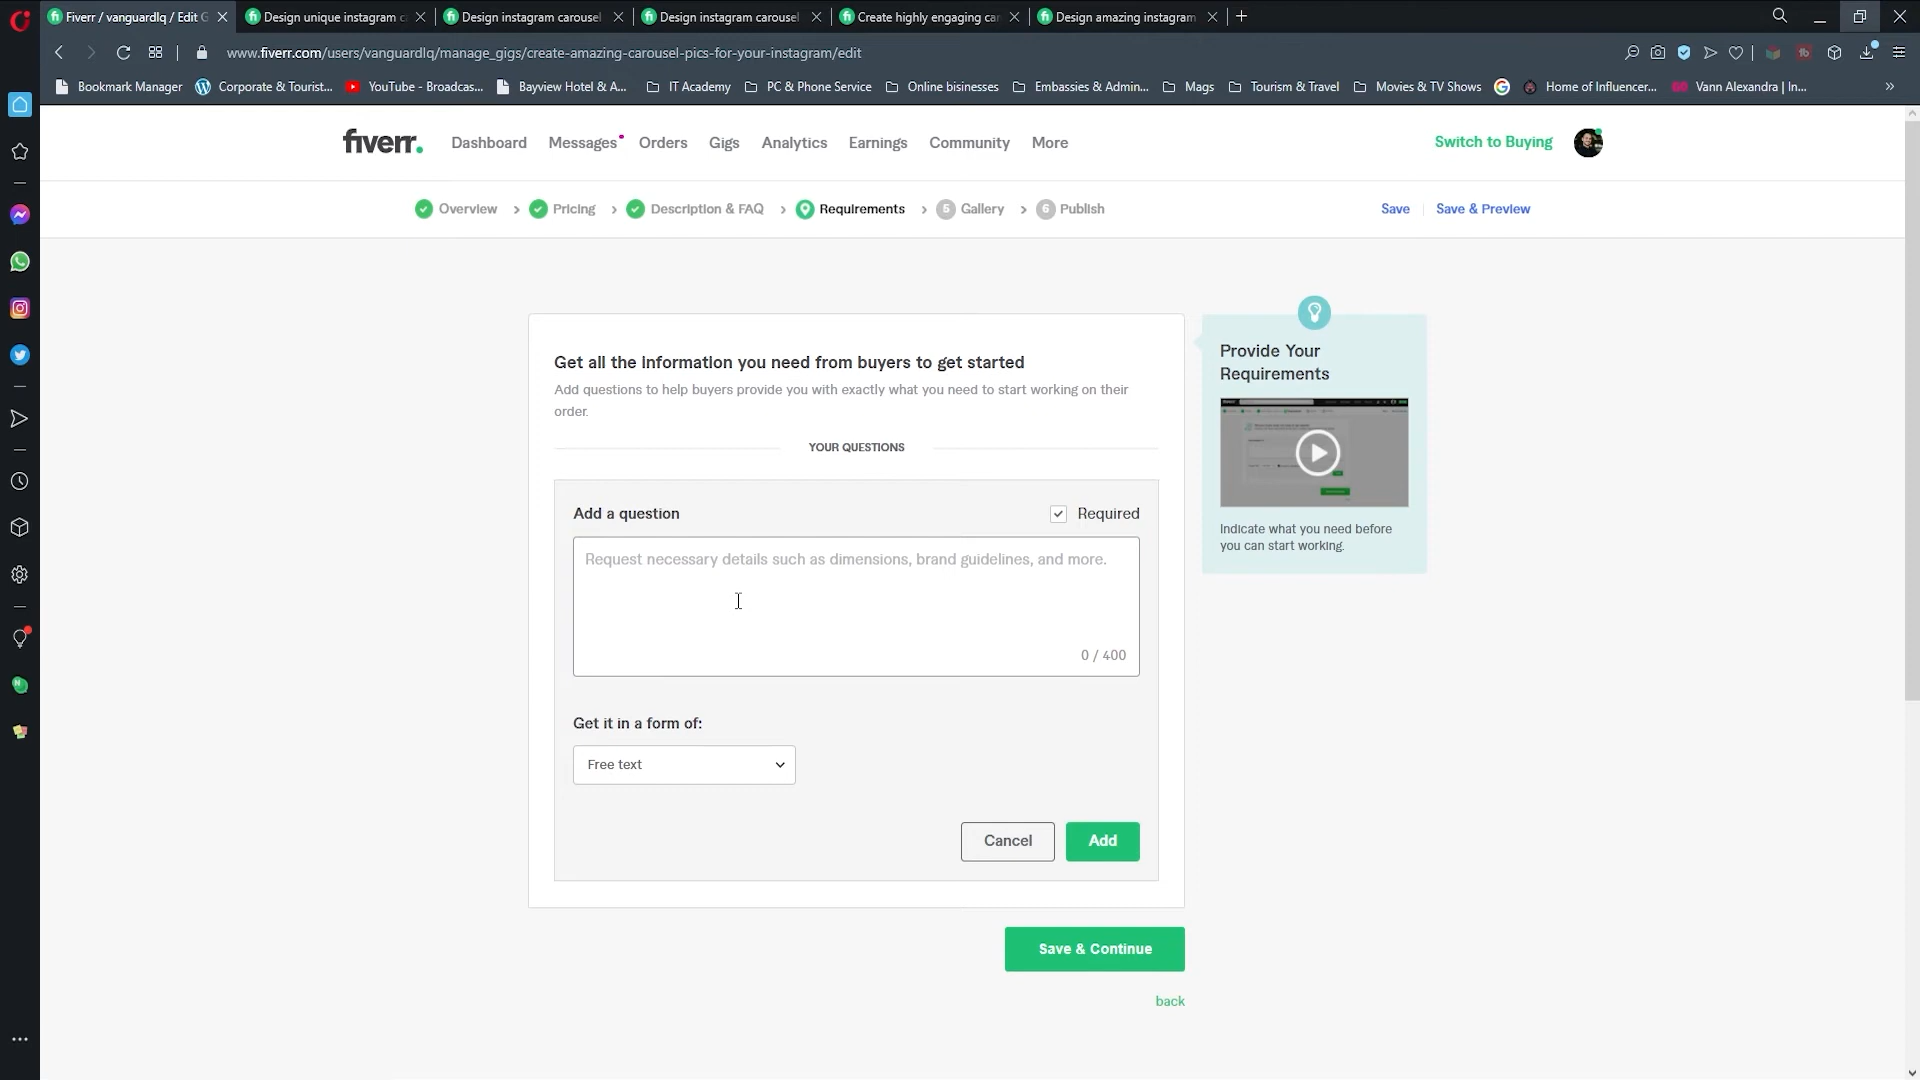 Fiverr / vanguardlq / Edit G
Design unique instagram c
Design instagram carousel
Design instagram carousel
Create highly engaging car
Design amazing instagram
www.fiverr.com/users/vanguardlq/manage_gigs/create-amazing-carousel-pics-for-your-instagram/edit
Bookmark Manager
Corporate & Tourist...
YouTube - Broadcas...
Bayview Hotel & A...
IT Academy
PC & Phone Service
Online bisinesses
Embassies & Admin...
Mags
Tourism & Travel
Movies & TV Shows
Home of Influencer...
Vann Alexandra | In...
»
fiverr.
Dashboard
Messages
Orders
Gigs
Analytics
Earnings
Community
More
Switch to Buying
Overview
Pricing
Description & FAQ
Requirements
5 Gallery
6 Publish
Save
Save & Preview
Get all the information you need from buyers to get started
Add questions to help buyers provide you with exactly what you need to start working on their
order.
YOUR QUESTIONS
Add a question
Required
Request necessary details such as dimensions, brand guidelines, and more.
0 / 400
Get it in a form of:
Free text
Cancel
Add
Save & Continue
back
Provide Your
Requirements
Indicate what you need before
you can start working.